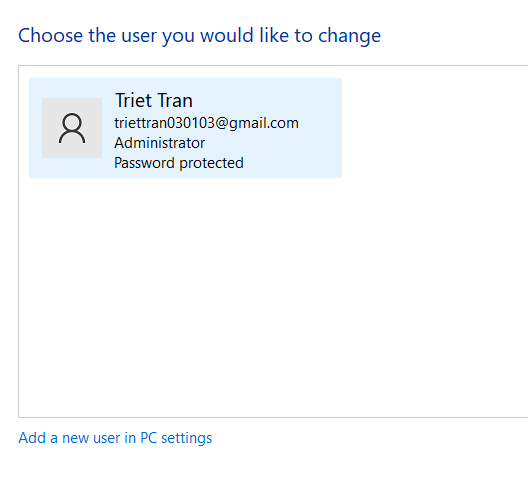 Choose the user you would like to change
Triet Tran
triettran030103@gmail.com
Administrator
Password protected
Add a new user in PC settings